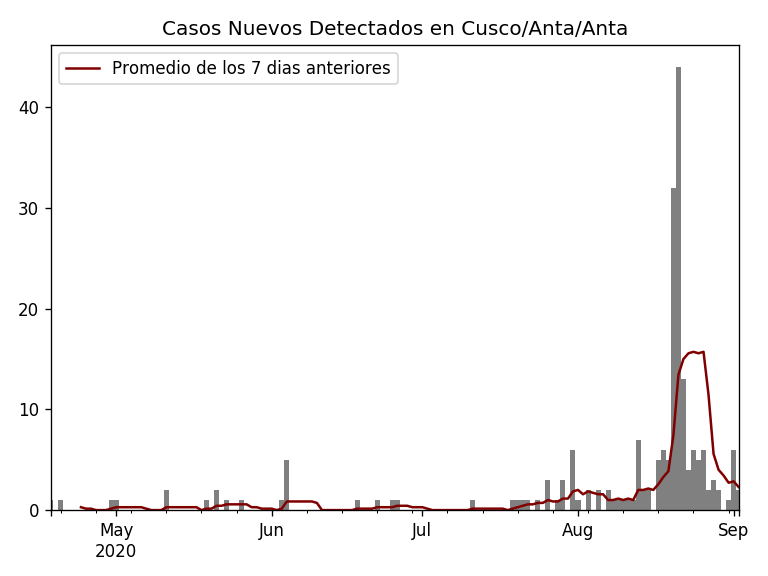 Casos Nuevos Detectados en Cusco/Anta/Anta
Promedio de los 7 dias anteriores
40
30
20
10
0
May Jun Jul Aug Sep
2020